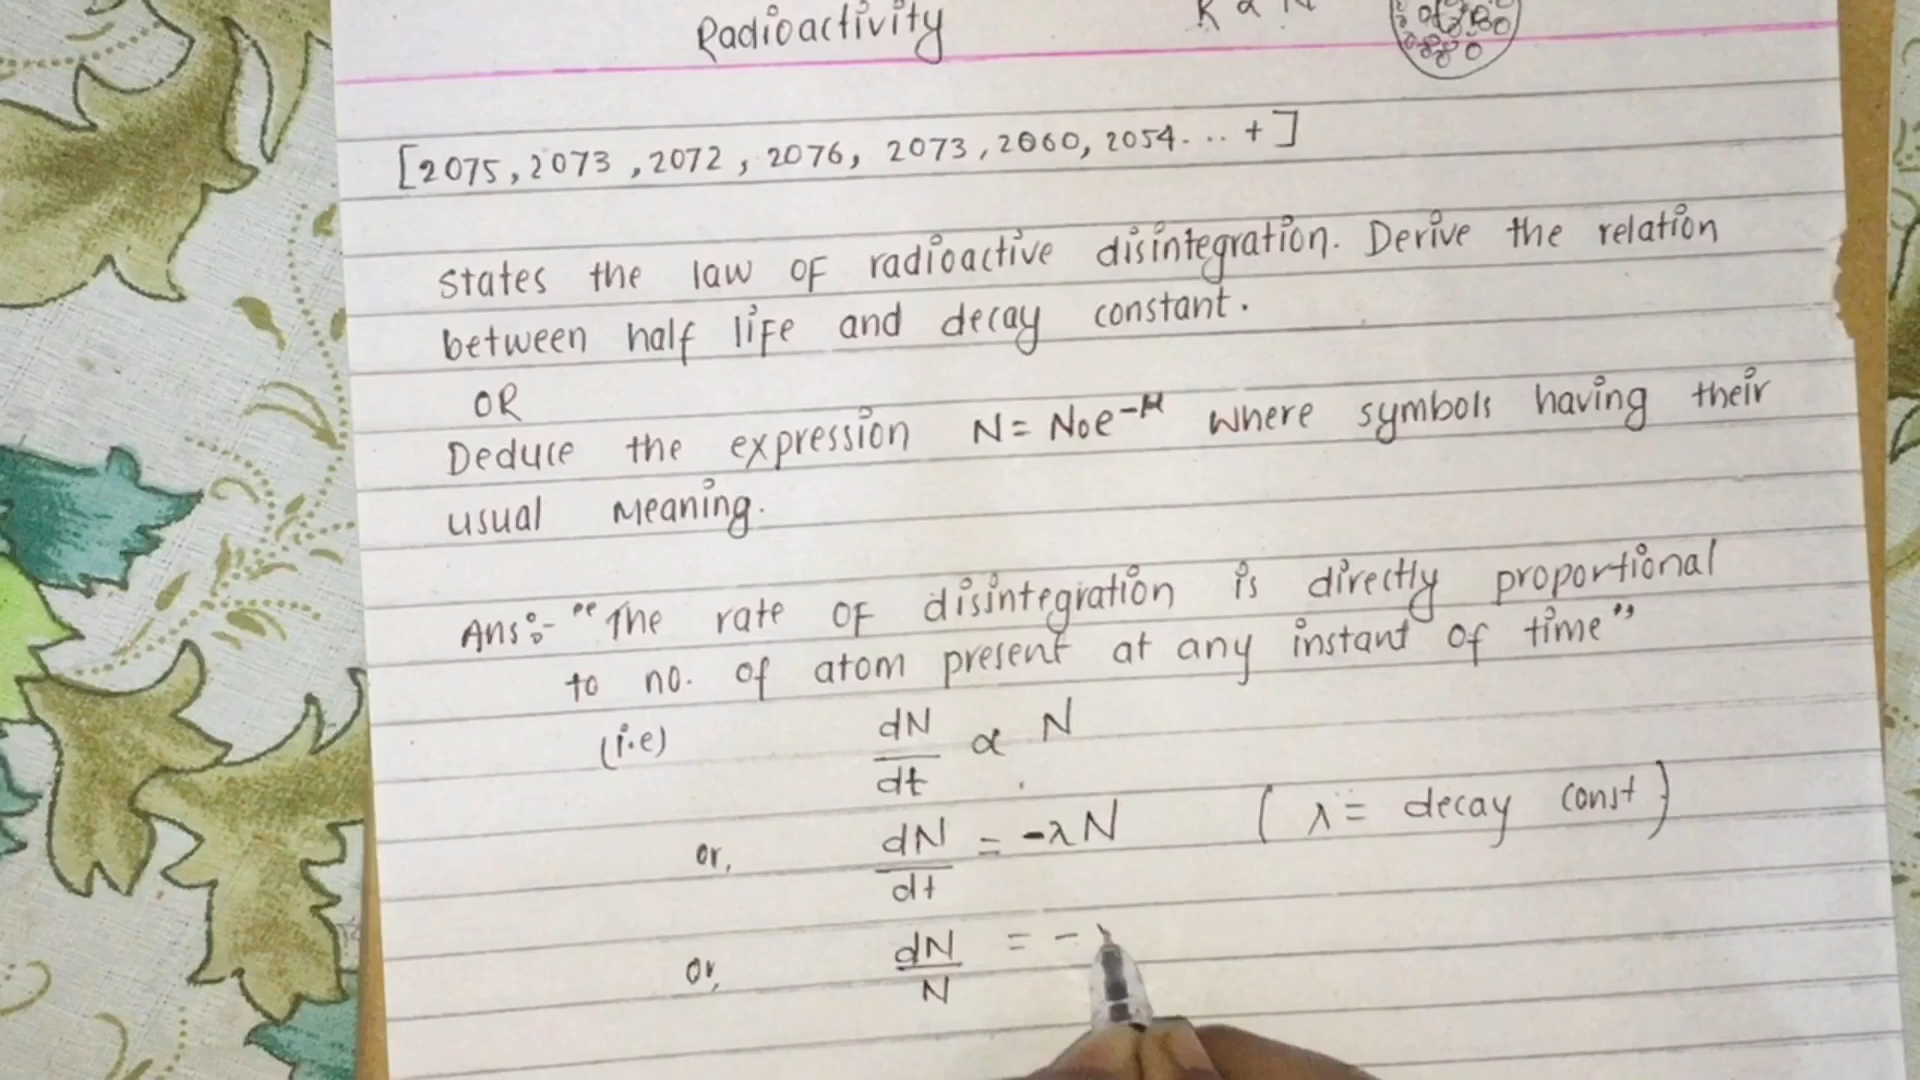 Radioactivity R ∝ N
[2075, 2073, 2072, 2076, 2073, 2060, 2054... + ]
states the law of radioactive disintegration. Derive the relation
between half life and decay constant.
OR
Deduce the expression N = N₀e⁻ where symbols having their
usual meaning.
Ans:- "The rate of disintegration is directly proportional
to no. of atom present at any instant of time"
(i.e) dN/dt ∝ N
or, dN/dt = -λN ( λ = decay const )
or, dN/N = -